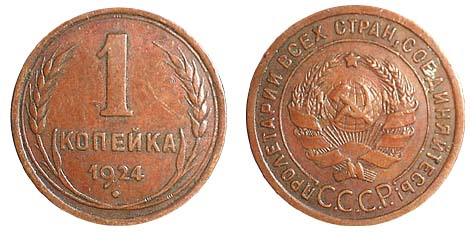 1
(КОПЕЙКА)
1924
ПРОЛЕТАРИИ ВСЕХ СТРАН, СОЕДИНЯЙТЕСЬ!
С.С.С.Р.